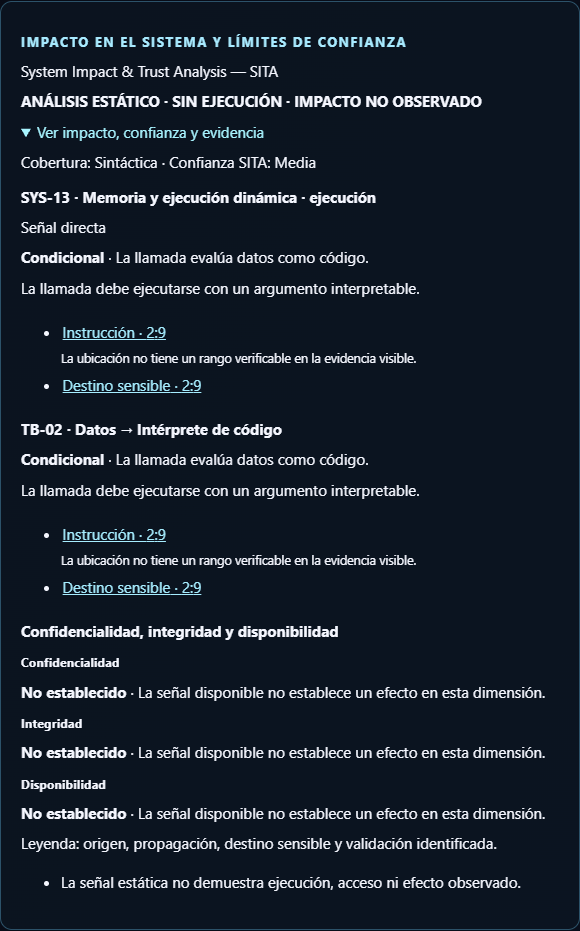 IMPACTO EN EL SISTEMA Y LÍMITES DE CONFIANZA
System Impact & Trust Analysis — SITA
ANÁLISIS ESTÁTICO · SIN EJECUCIÓN · IMPACTO NO OBSERVADO
▼ Ver impacto, confianza y evidencia
Cobertura: Sintáctica · Confianza SITA: Media
SYS-13 · Memoria y ejecución dinámica · ejecución
Señal directa
Condicional · La llamada evalúa datos como código.
La llamada debe ejecutarse con un argumento interpretable.
• Instrucción · 2:9
La ubicación no tiene un rango verificable en la evidencia visible.
• Destino sensible · 2:9
TB-02 · Datos → Intérprete de código
Condicional · La llamada evalúa datos como código.
La llamada debe ejecutarse con un argumento interpretable.
• Instrucción · 2:9
La ubicación no tiene un rango verificable en la evidencia visible.
• Destino sensible · 2:9
Confidencialidad, integridad y disponibilidad
Confidencialidad
No establecido · La señal disponible no establece un efecto en esta dimensión.
Integridad
No establecido · La señal disponible no establece un efecto en esta dimensión.
Disponibilidad
No establecido · La señal disponible no establece un efecto en esta dimensión.
Leyenda: origen, propagación, destino sensible y validación identificada.
• La señal estática no demuestra ejecución, acceso ni efecto observado.